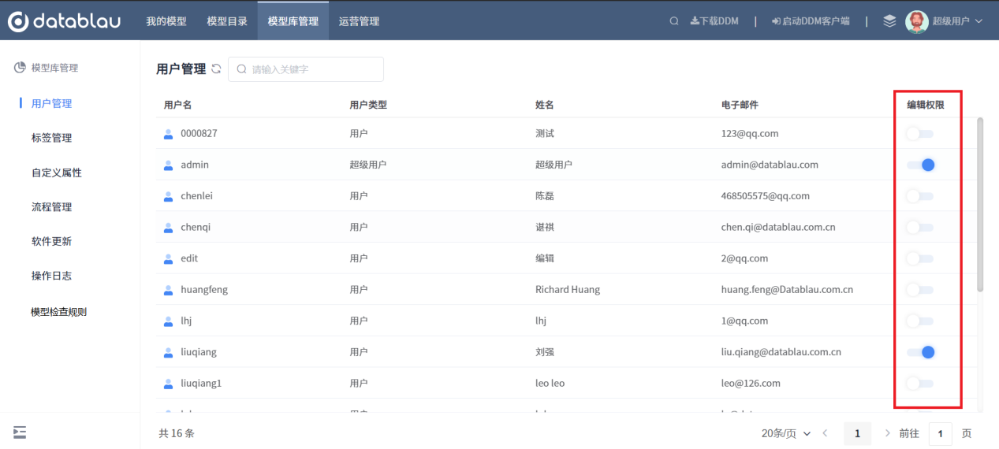 datablau 我的模型 模型目录 模型库管理 运营管理 下载DDM | 启动DDM客户端 | 超级用户
模型库管理
用户管理
标签管理
自定义属性
流程管理
软件更新
操作日志
模型检查规则
用户管理 请输入关键字
用户名 用户类型 姓名 电子邮件 编辑权限
0000827 用户 测试 123@qq.com
admin 超级用户 超级用户 admin@datablau.com
chenlei 用户 陈磊 468505575@qq.com
chenqi 用户 谌祺 chen.qi@datablau.com.cn
edit 用户 编辑 2@qq.com
huangfeng 用户 Richard Huang huang.feng@Datablau.com.cn
lhj 用户 lhj 1@qq.com
liuqiang 用户 刘强 liu.qiang@datablau.com.cn
liuqiang1 用户 leo leo leo@126.com
共 16 条 20条/页 1 前往 1 页